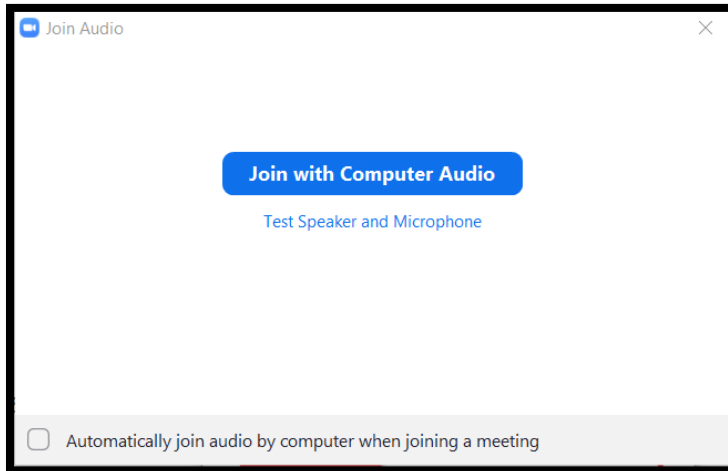 Join Audio
Join with Computer Audio
Test Speaker and Microphone
Automatically join audio by computer when joining a meeting